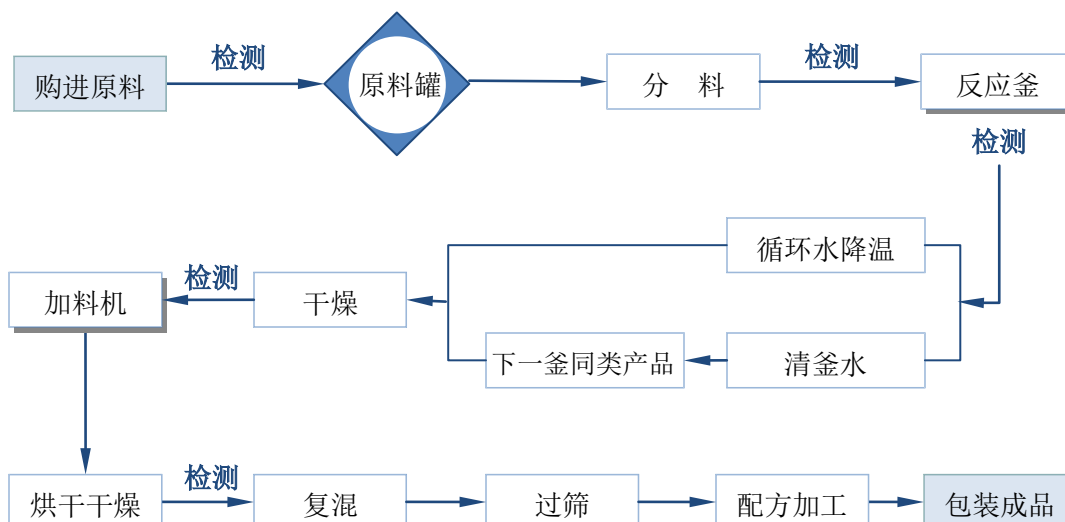 检测
检测
购进原料
原料罐
分 料
反应釜
检测
循环水降温
检测
加料机
干燥
下一釜同类产品
清釜水
检测
烘干干燥
复混
过筛
配方加工
包装成品